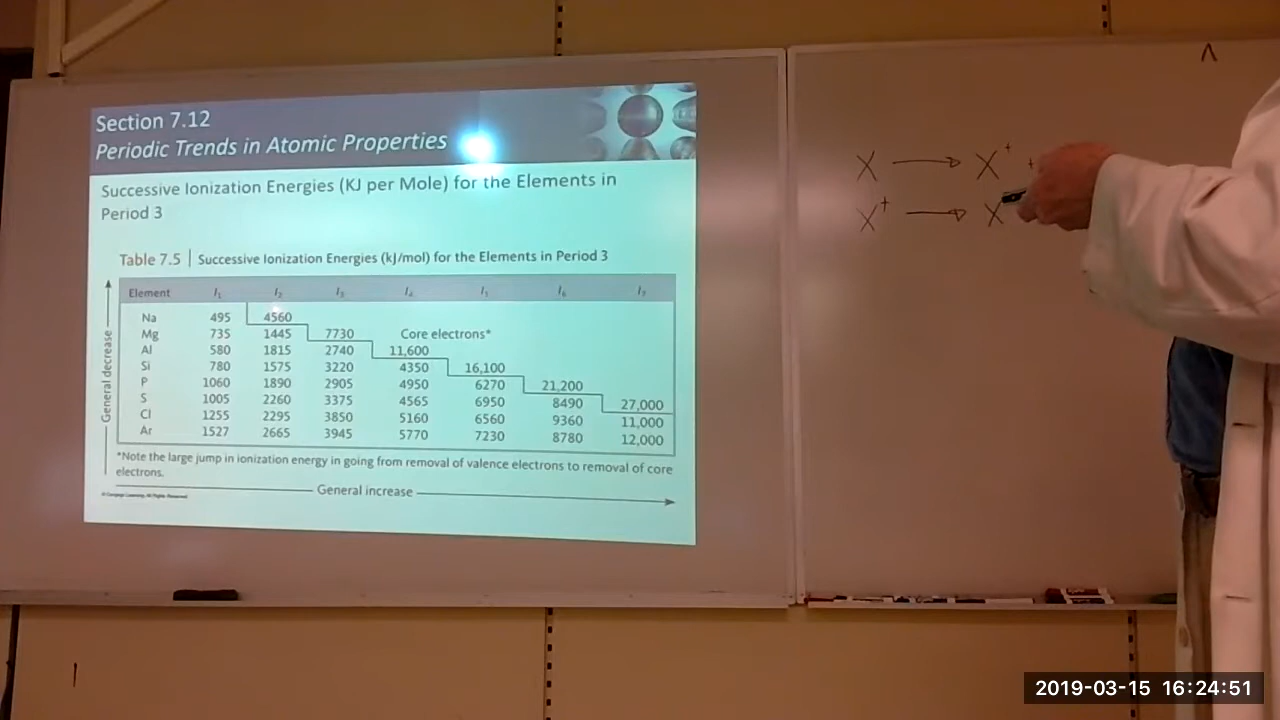 Section 7.12
Periodic Trends in Atomic Properties
Successive Ionization Energies (KJ per Mole) for the Elements in
Period 3
Table 7.5 | Successive Ionization Energies (kJ/mol) for the Elements in Period 3
General decrease
Element I₁ I₂ I₃ I₄ I₅ I₆ I₇
Na 495 4560
Mg 735 1445 7730 Core electrons*
Al 580 1815 2740 11,600
Si 780 1575 3220 4350 16,100
P 1060 1890 2905 4950 6270 21,200
S 1005 2260 3375 4565 6950 8490 27,000
Cl 1255 2295 3850 5160 6560 9360 11,000
Ar 1527 2665 3945 5770 7230 8780 12,000
*Note the large jump in ionization energy in going from removal of valence electrons to removal of core
electrons.
General increase
© Cengage Learning. All Rights Reserved.
X → X⁺ +
X⁺ → X
2019-03-15 16:24:51